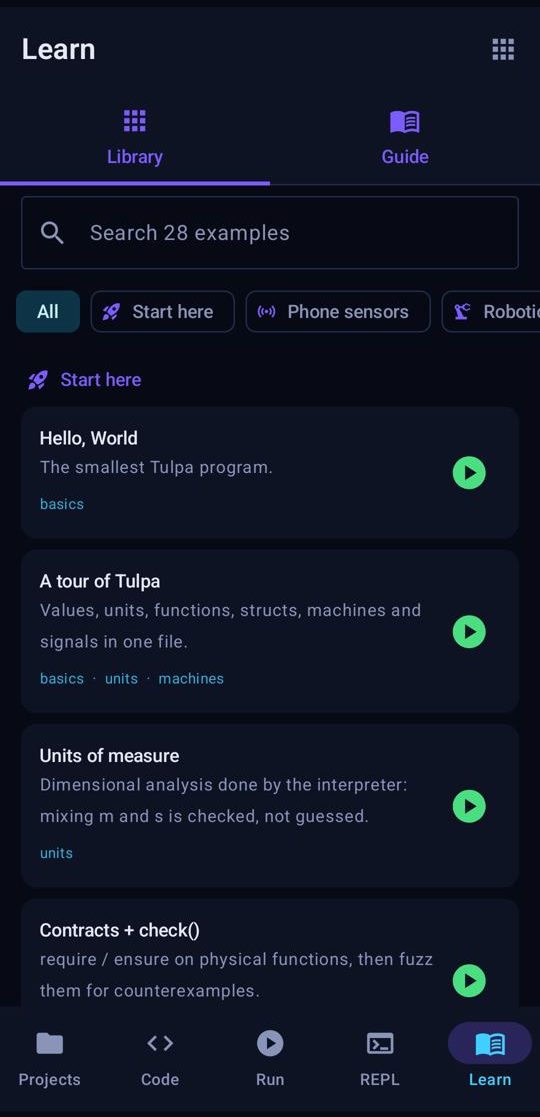 Learn
Library
Guide
Search 28 examples
All
Start here
Phone sensors
Robotic
Start here
Hello, World
The smallest Tulpa program.
basics
A tour of Tulpa
Values, units, functions, structs, machines and
signals in one file.
basics · units · machines
Units of measure
Dimensional analysis done by the interpreter:
mixing m and s is checked, not guessed.
units
Contracts + check()
require / ensure on physical functions, then fuzz
them for counterexamples.
Projects
Code
Run
REPL
Learn